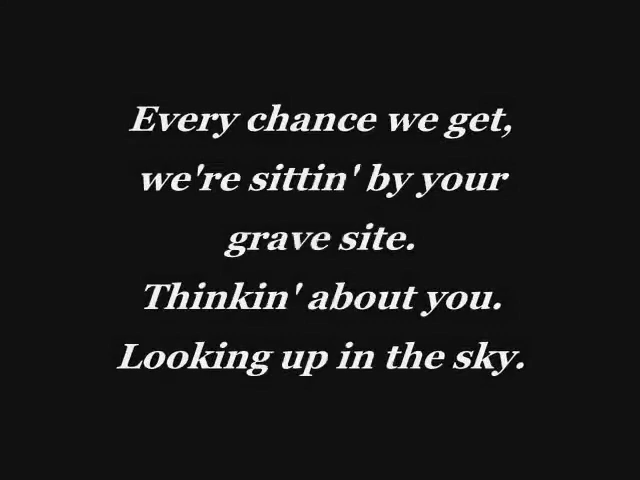 Every chance we get,
we're sittin' by your
grave site.
Thinkin' about you.
Looking up in the sky.